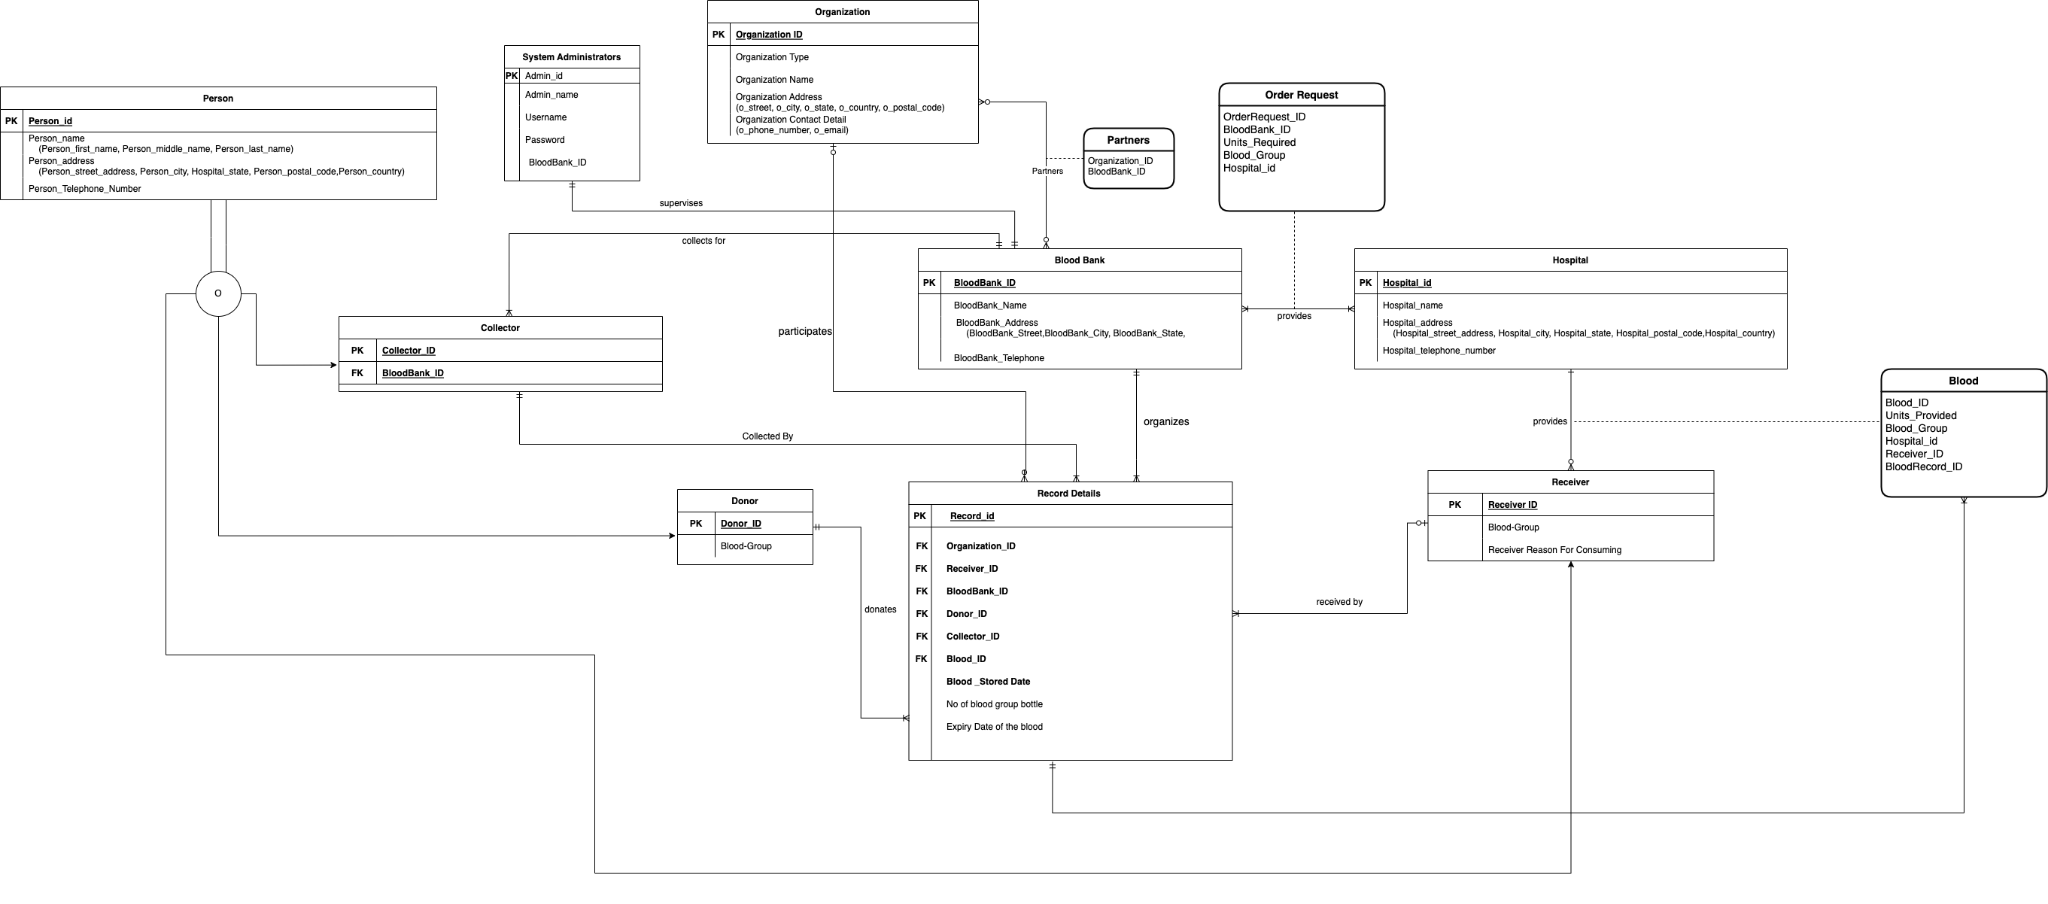 Organization
PK Organization ID
Organization Type
Organization Name
Organization Address
(o_street, o_city, o_state, o_country, o_postal_code)
Organization Contact Detail
(o_phone_number, o_email)
System Administrators
PK Admin_id
Admin_name
Username
Password
BloodBank_ID
Person
PK Person_id
Person_name
(Person_first_name, Person_middle_name, Person_last_name)
Person_address
(Person_street_address, Person_city, Hospital_state, Person_postal_code,Person_country)
Person_Telephone_Number
Order Request
OrderRequest_ID
BloodBank_ID
Units_Required
Blood_Group
Hospital_id
Partners
Organization_ID
BloodBank_ID
Partners
supervises
collects for
O
Blood Bank
PK BloodBank_ID
BloodBank_Name
BloodBank_Address
(BloodBank_Street,BloodBank_City, BloodBank_State,
BloodBank_Telephone
provides
Hospital
PK Hospital_id
Hospital_name
Hospital_address
(Hospital_street_address, Hospital_city, Hospital_state, Hospital_postal_code,Hospital_country)
Hospital_telephone_number
Collector
PK Collector_ID
FK BloodBank_ID
participates
organizes
provides
Collected By
Blood
Blood_ID
Units_Provided
Blood_Group
Hospital_id
Receiver_ID
BloodRecord_ID
Donor
PK Donor_ID
Blood-Group
donates
Record Details
PK Record_id
FK Organization_ID
FK Receiver_ID
FK BloodBank_ID
FK Donor_ID
FK Collector_ID
FK Blood_ID
Blood _Stored Date
No of blood group bottle
Expiry Date of the blood
Receiver
PK Receiver ID
Blood-Group
Receiver Reason For Consuming
received by